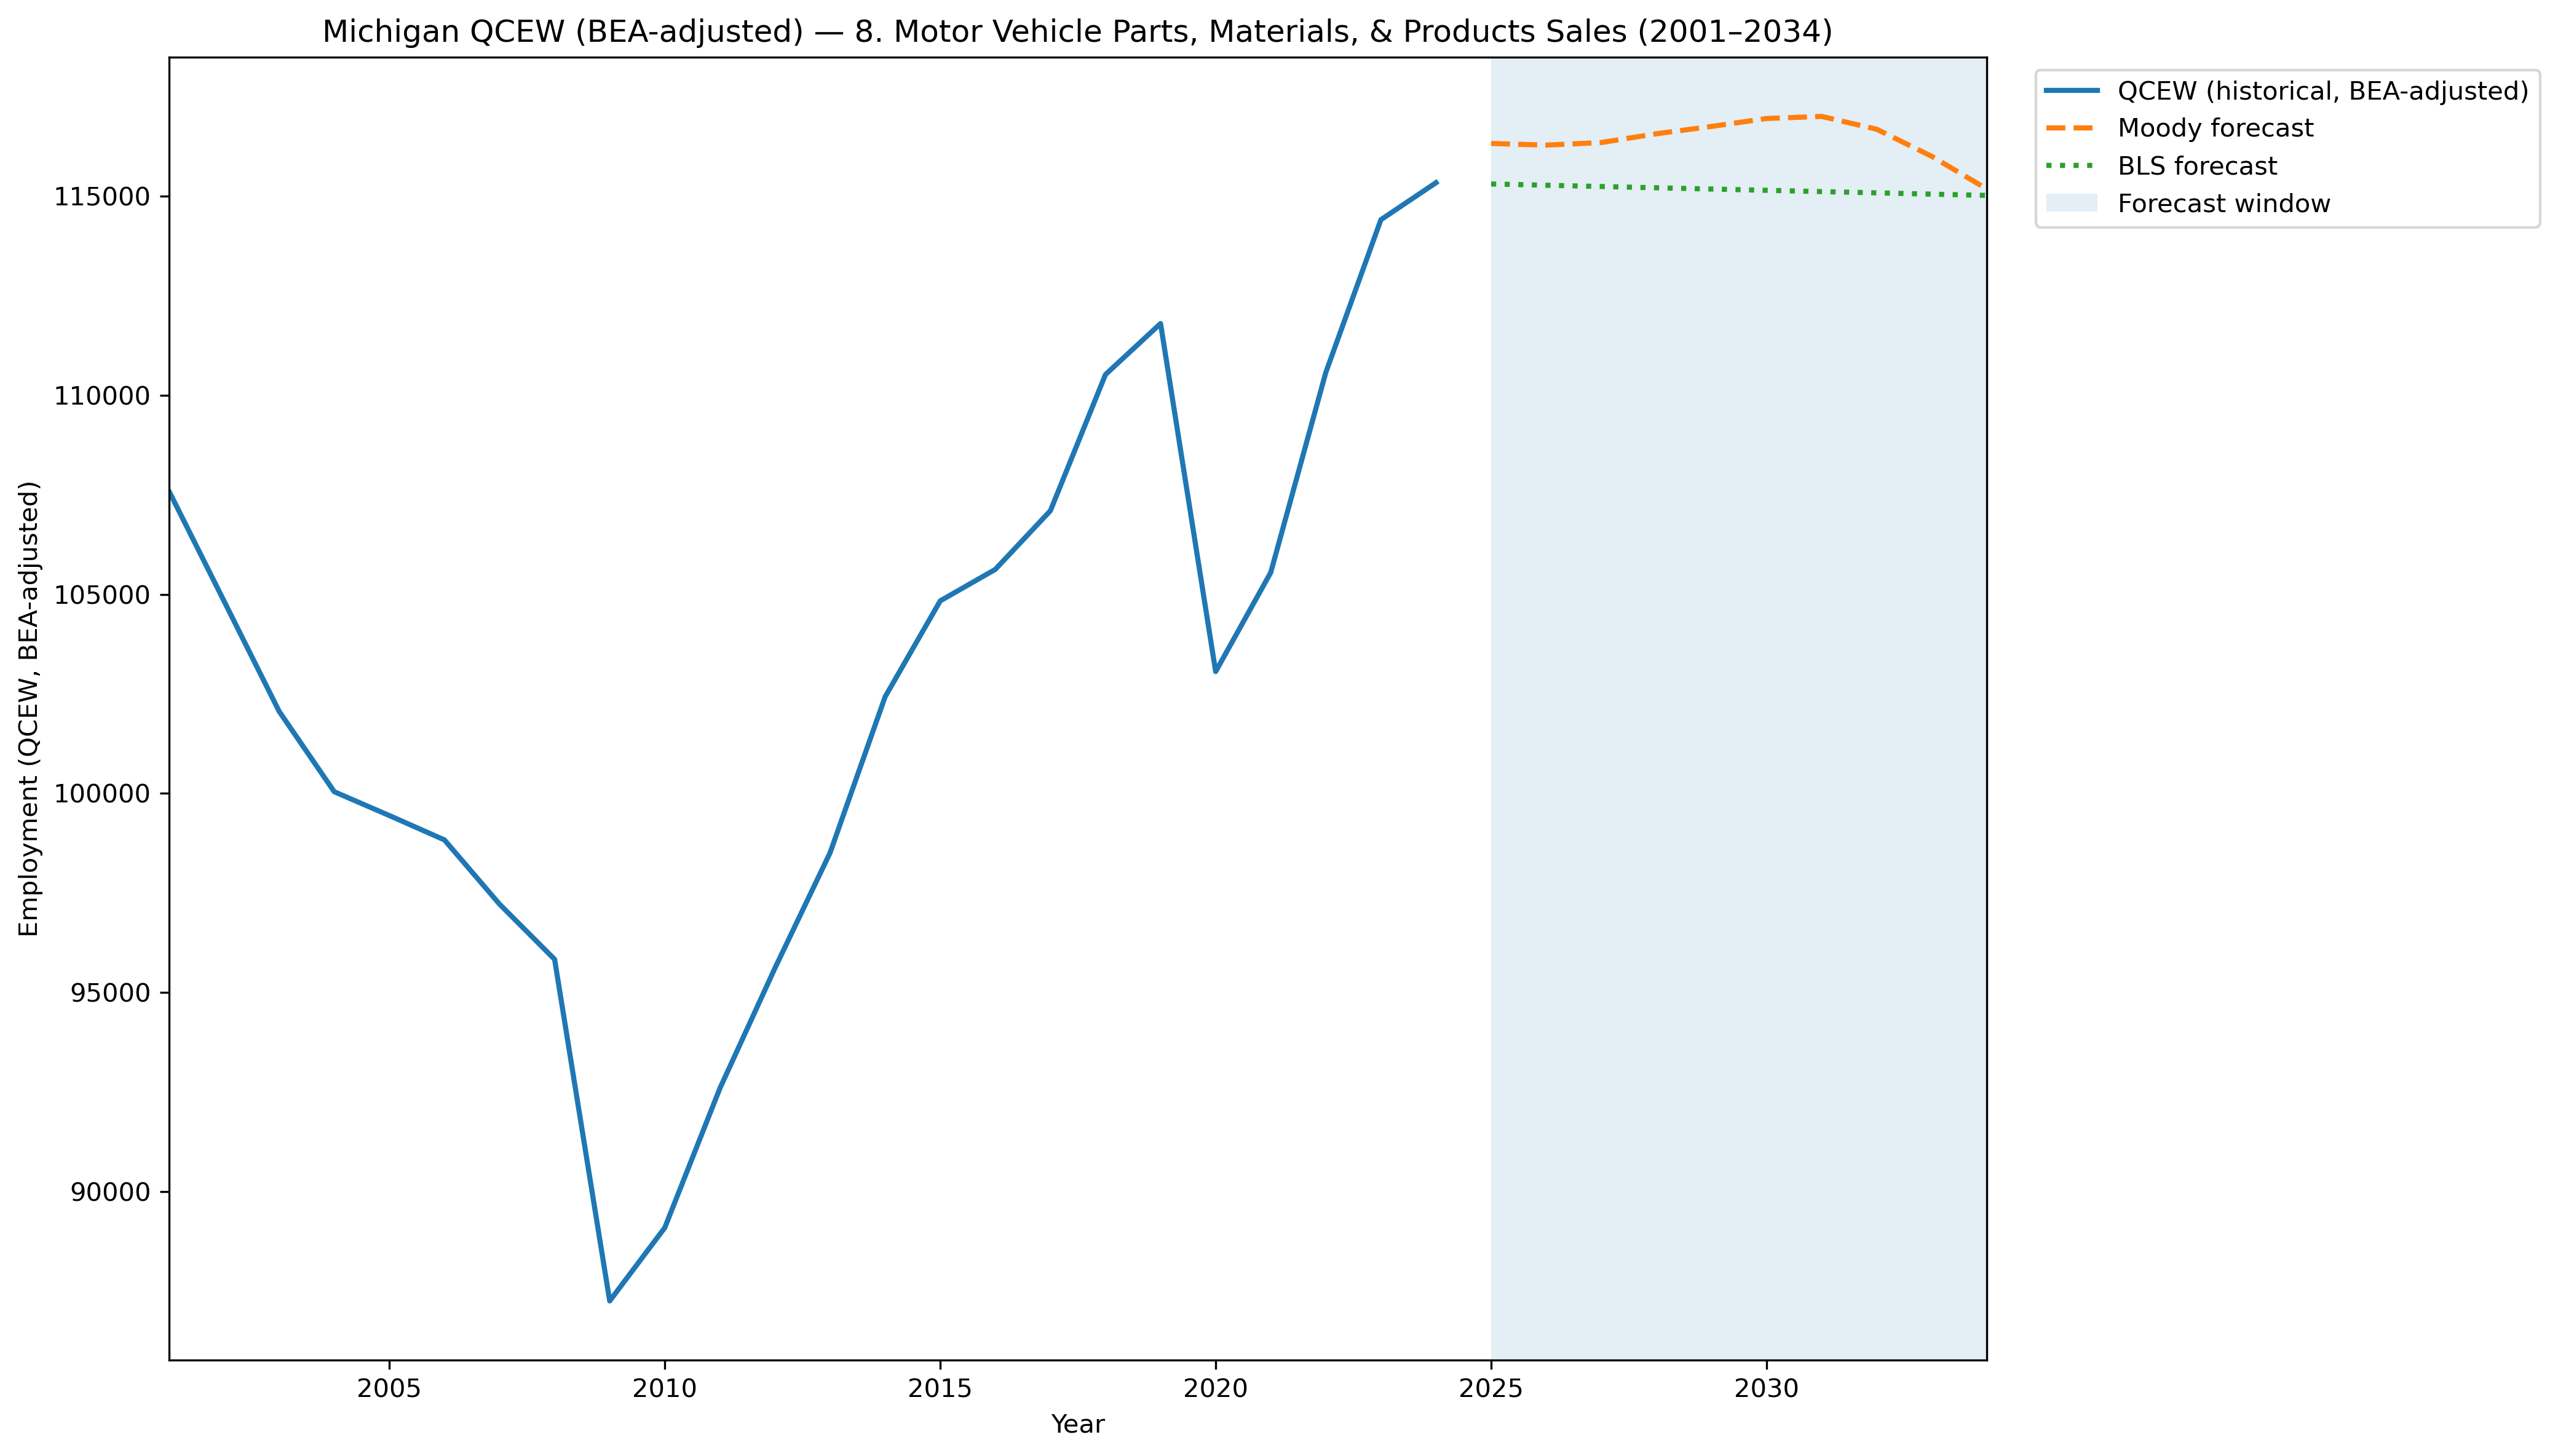 Michigan QCEW (BEA-adjusted) — 8. Motor Vehicle Parts, Materials, & Products Sales (2001–2034)
QCEW (historical, BEA-adjusted)
Moody forecast
BLS forecast
Forecast window
Employment (QCEW, BEA-adjusted)
115000
110000
105000
100000
95000
90000
2005
2010
2015
2020
2025
2030
Year